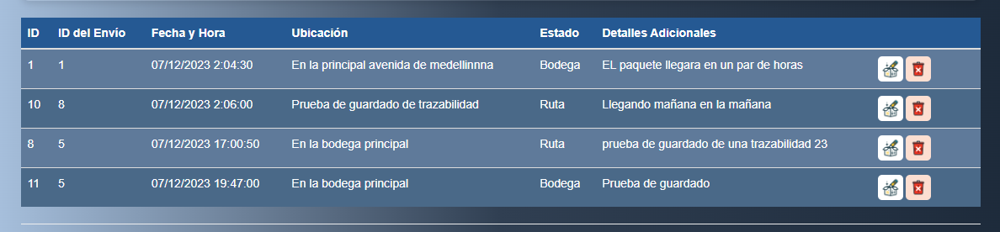 ID ID del Envío Fecha y Hora Ubicación Estado Detalles Adicionales
1 1 07/12/2023 2:04:30 En la principal avenida de medellinnna Bodega EL paquete llegara en un par de horas
10 8 07/12/2023 2:06:00 Prueba de guardado de trazabilidad Ruta Llegando mañana en la mañana
8 5 07/12/2023 17:00:50 En la bodega principal Ruta prueba de guardado de una trazabilidad 23
11 5 07/12/2023 19:47:00 En la bodega principal Bodega Prueba de guardado